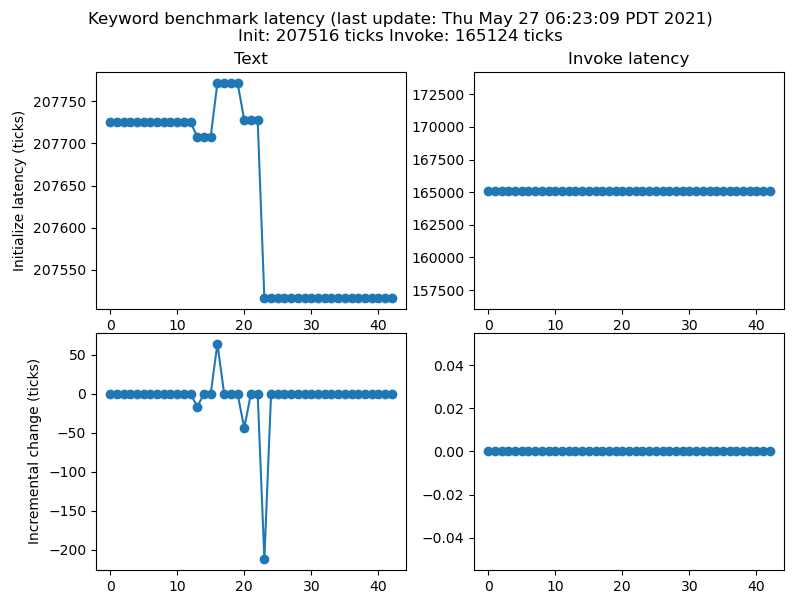 Keyword benchmark latency (last update: Thu May 27 06:23:09 PDT 2021)
Init: 207516 ticks Invoke: 165124 ticks
Text
Initialize latency (ticks)
207750
207700
207650
207600
207550
0 10 20 30 40
Invoke latency
172500
170000
167500
165000
162500
160000
157500
0 10 20 30 40
Incremental change (ticks)
50
0
−50
−100
−150
−200
0 10 20 30 40
0.04
0.02
0.00
−0.02
−0.04
0 10 20 30 40